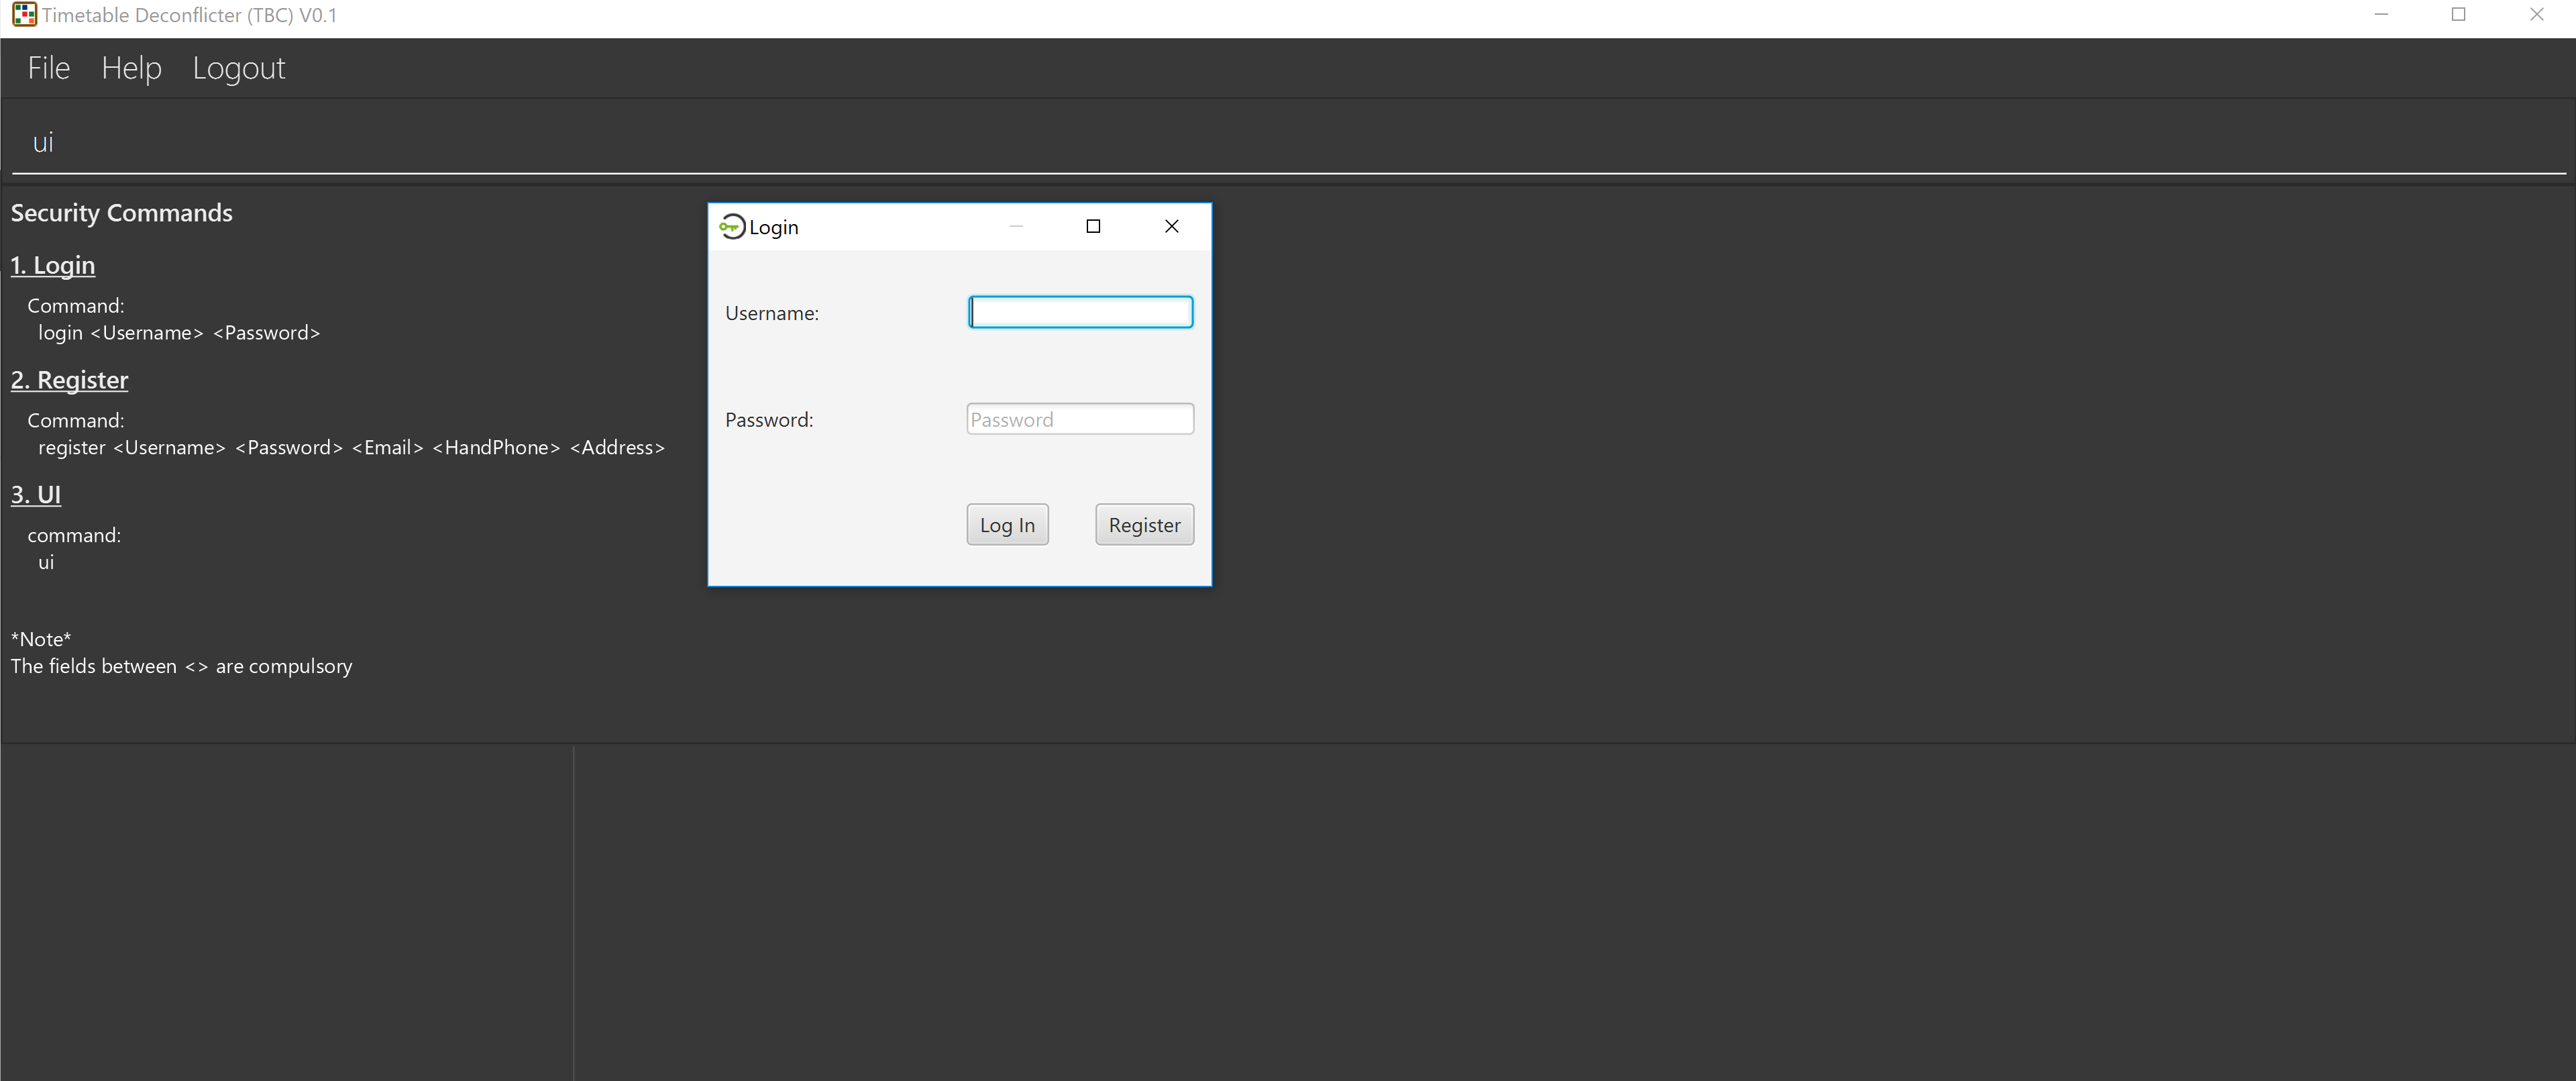 Timetable Deconflicter (TBC) V0.1
File Help Logout
ui
Security Commands
1. Login
Command:
login <Username> <Password>
2. Register
Command:
register <Username> <Password> <Email> <HandPhone> <Address>
3. UI
command:
ui
*Note*
The fields between <> are compulsory
Login
Username:
Password:
Password
Log In
Register